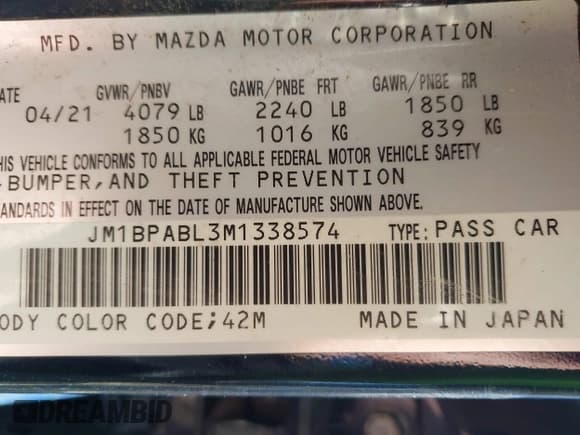 MFD. BY MAZDA MOTOR CORPORATION
ATE GVWR/PNBV GAWR/PNBE FRT GAWR/PNBE RR
04/21 4079 LB 2240 LB 1850 LB
1850 KG 1016 KG 839 KG
HIS VEHICLE CONFORMS TO ALL APPLICABLE FEDERAL MOTOR VEHICLE SAFETY
BUMPER, AND THEFT PREVENTION
TANDARDS IN EFFECT ON THE DATE OF MANUFACTURE SHOWN ABOVE.
JM1BPABL3M1338574 TYPE: PASS CAR
ODY COLOR CODE;42M MADE IN JAPAN
DREAMBID